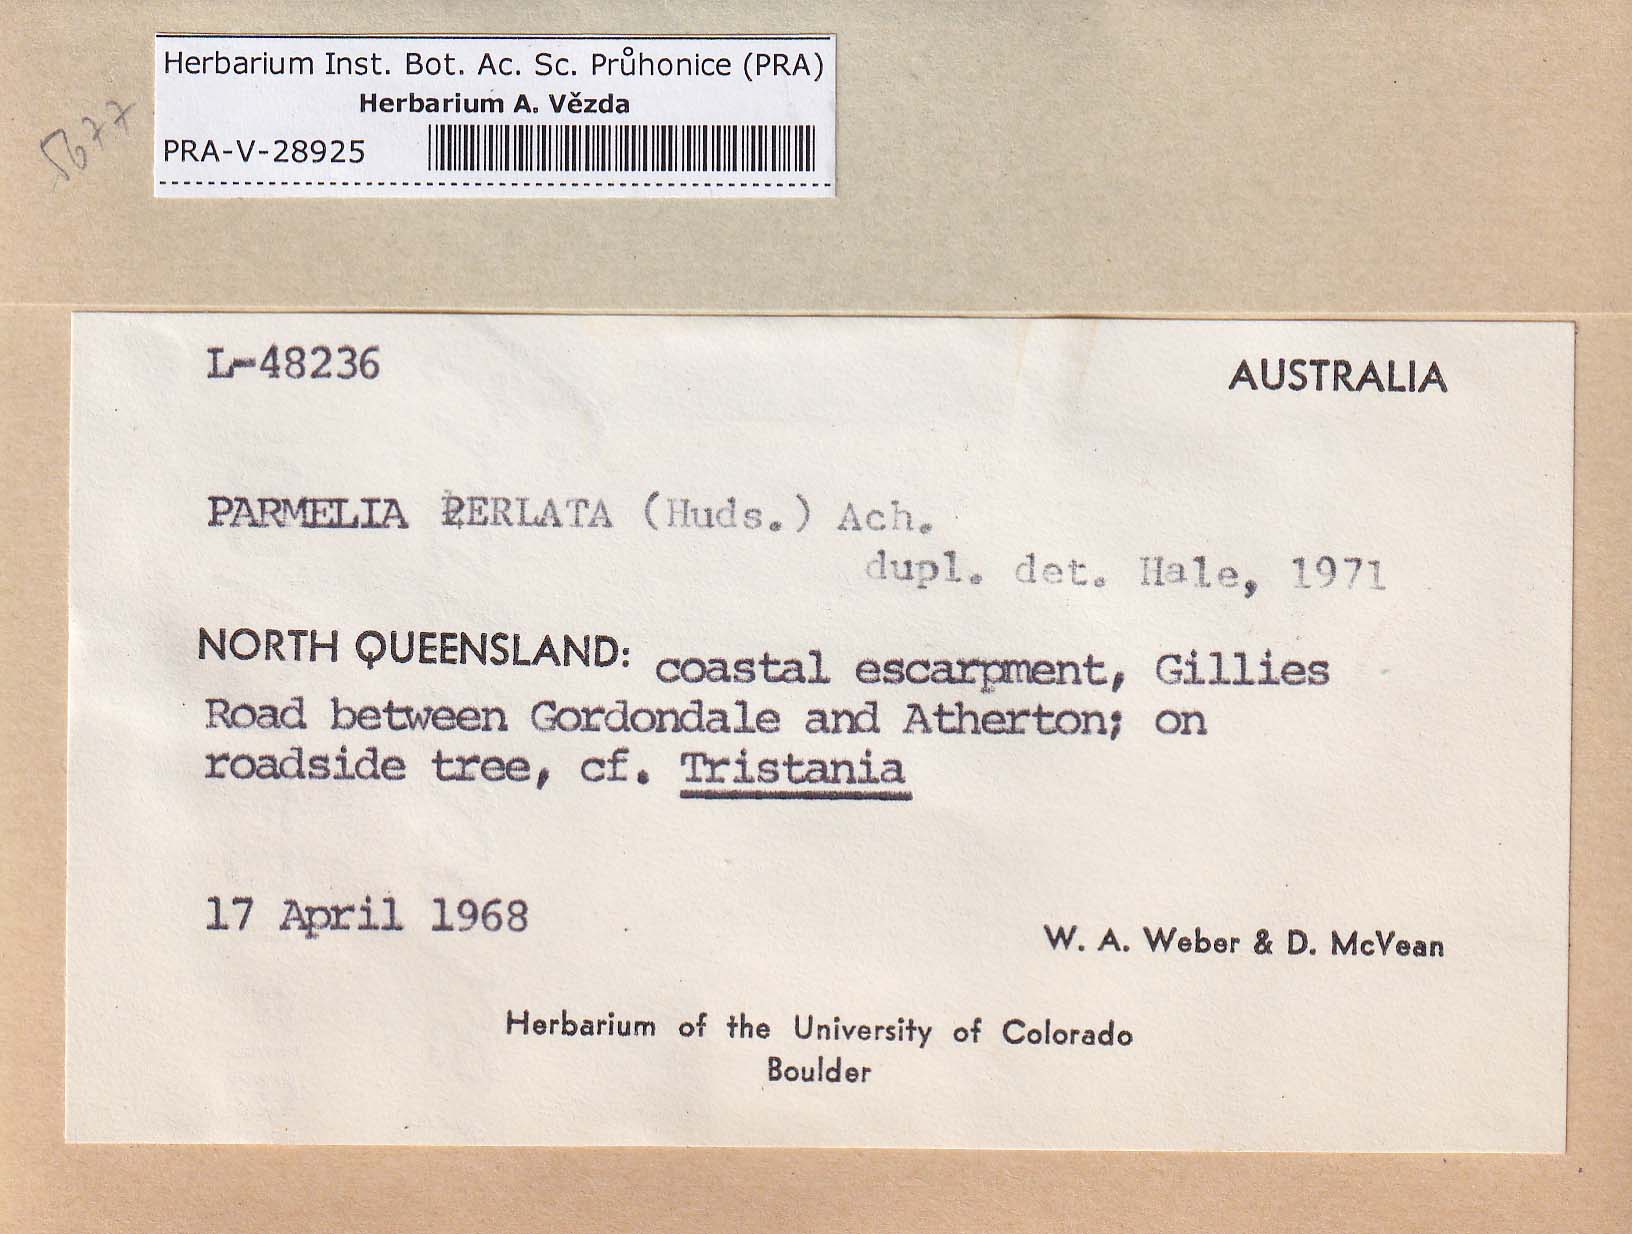 Herbarium Inst. Bot. Ac. Sc. Průhonice (PRA)
Herbarium A. Vězda
PRA-V-28925
5677
L-48236
AUSTRALIA
PARMELIA PERLATA (Huds.) Ach.
dupl. det. Hale, 1971
NORTH QUEENSLAND: coastal escarpment, Gillies
Road between Gordondale and Atherton; on
roadside tree, cf. Tristania
17 April 1968
W. A. Weber & D. McVean
Herbarium of the University of Colorado
Boulder